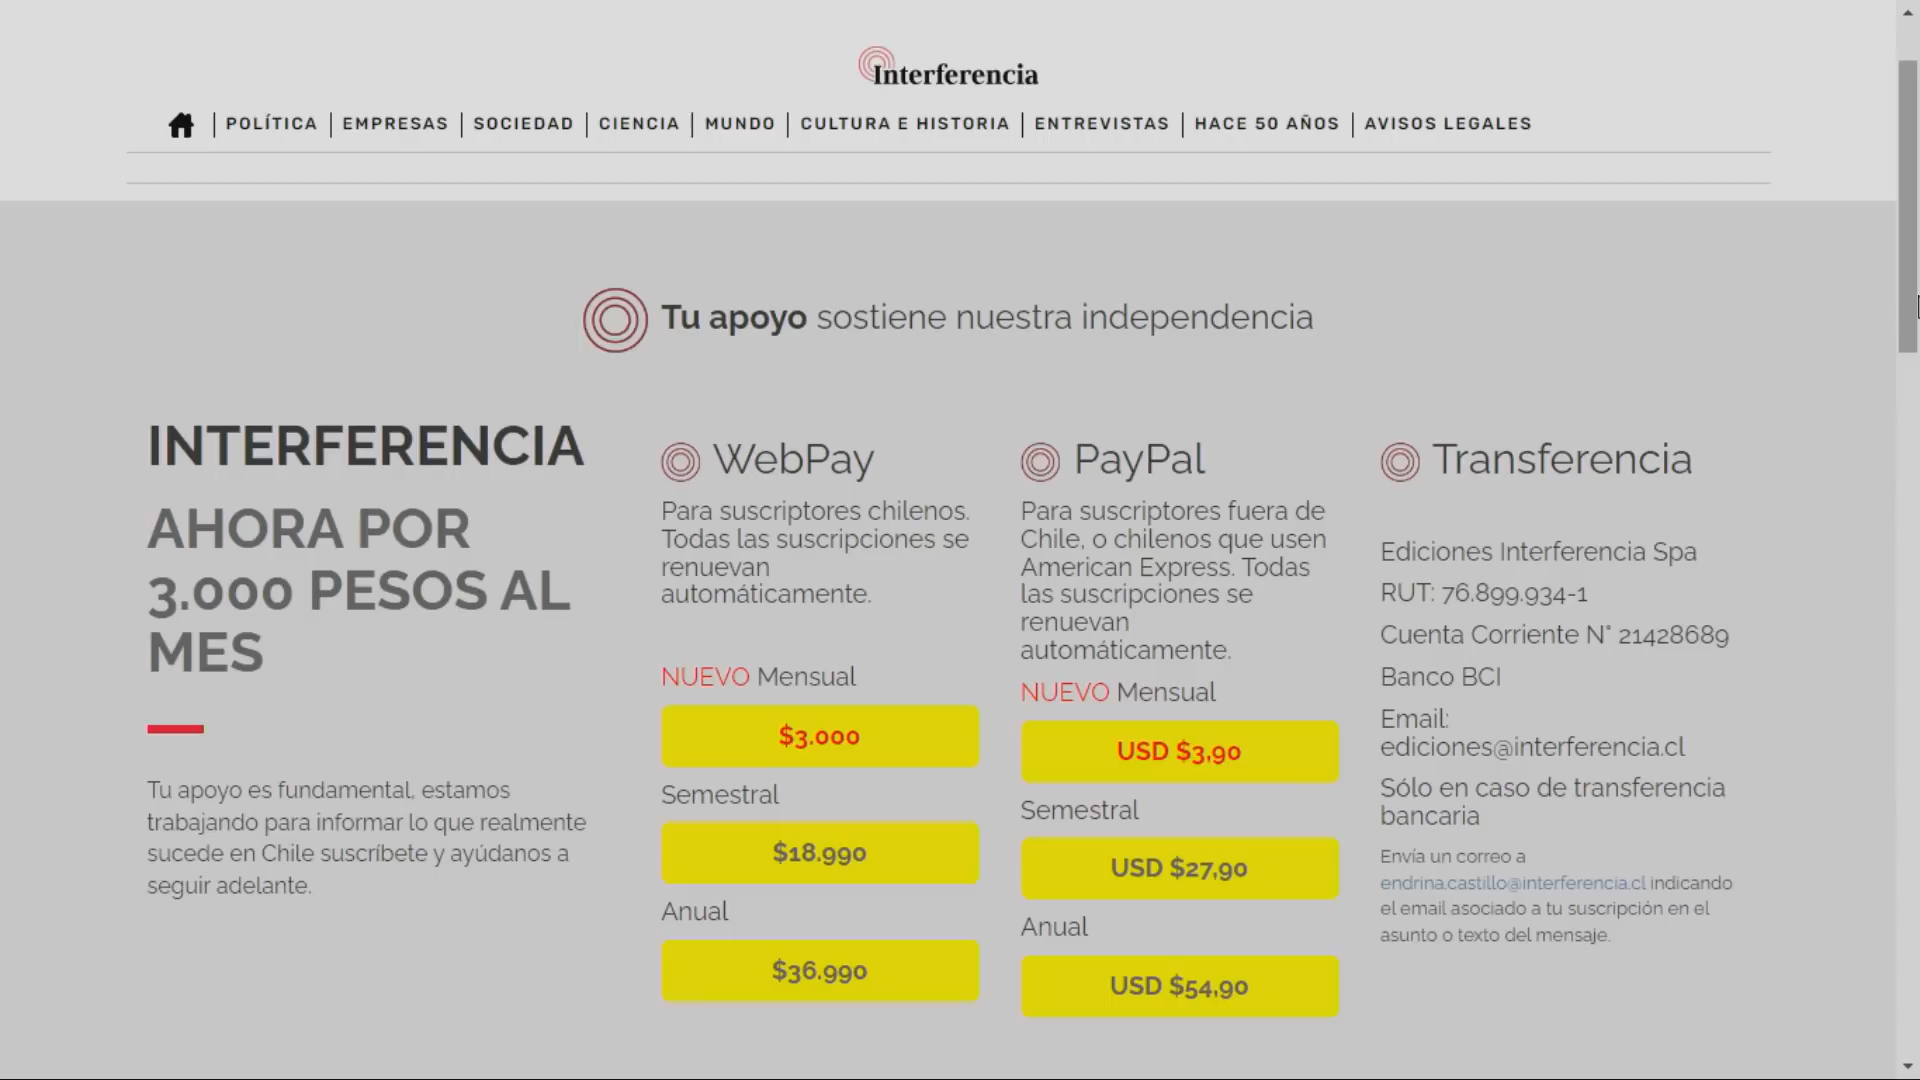 Interferencia
POLÍTICA | EMPRESAS | SOCIEDAD | CIENCIA | MUNDO | CULTURA E HISTORIA | ENTREVISTAS | HACE 50 AÑOS | AVISOS LEGALES
Tu apoyo sostiene nuestra independencia
INTERFERENCIA
AHORA POR
3.000 PESOS AL
MES
Tu apoyo es fundamental, estamos
trabajando para informar lo que realmente
sucede en Chile suscríbete y ayúdanos a
seguir adelante.
WebPay
Para suscriptores chilenos.
Todas las suscripciones se
renuevan
automáticamente.
NUEVO Mensual
$3.000
Semestral
$18.990
Anual
$36.990
PayPal
Para suscriptores fuera de
Chile, o chilenos que usen
American Express. Todas
las suscripciones se
renuevan
automáticamente.
NUEVO Mensual
USD $3,90
Semestral
USD $27,90
Anual
USD $54,90
Transferencia
Ediciones Interferencia Spa
RUT: 76.899.934-1
Cuenta Corriente N° 21428689
Banco BCI
Email:
ediciones@interferencia.cl
Sólo en caso de transferencia
bancaria
Envía un correo a
endrina.castillo@interferencia.cl indicando
el email asociado a tu suscripción en el
asunto o texto del mensaje.